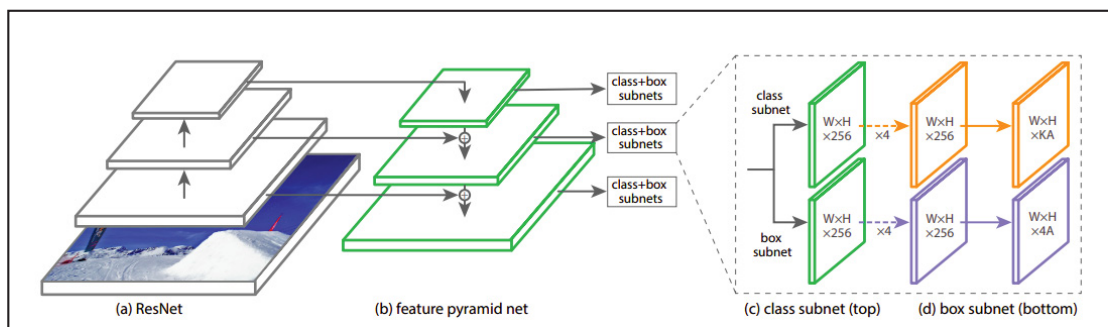 class+box
subnets
class+box
subnets
class+box
subnets
class
subnet
W×H
×256
×4
W×H
×256
W×H
×KA
box
subnet
W×H
×256
×4
W×H
×256
W×H
×4A
(a) ResNet
(b) feature pyramid net
(c) class subnet (top)
(d) box subnet (bottom)